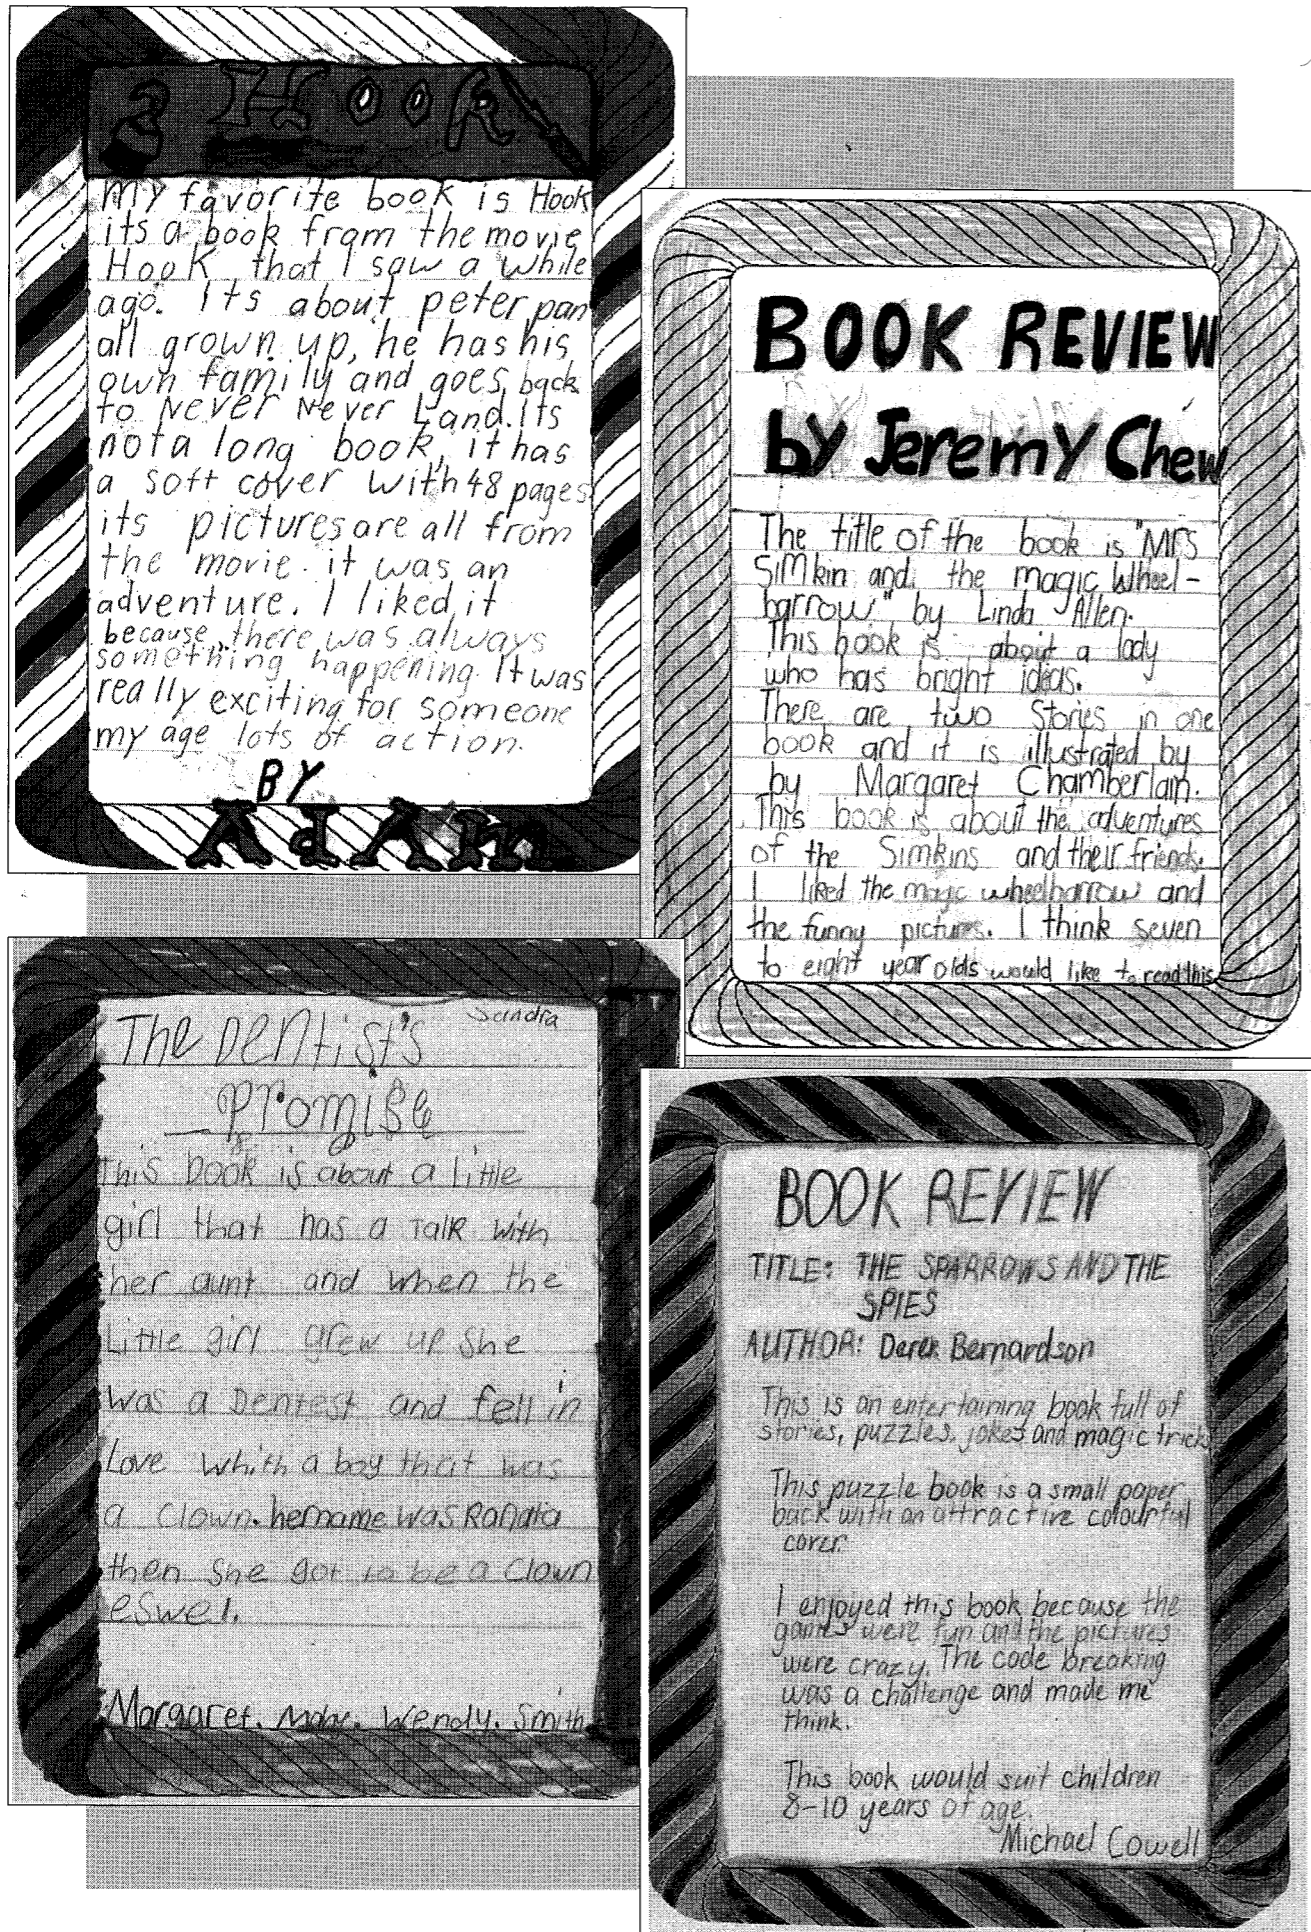 HOOK
My favorite book is Hook
its a book from the movie
Hook that I saw a while
ago. Its about peter pan
all grown up, he has his
own family and goes back
to Never Never Land. Its
not a long book, it has
a soft cover with 48 pages
its pictures are all from
the movie. it was an
adventure. I liked it
because there was always
something happening. It was
really exciting for someone
my age lots of action.
BY
AdAm
BOOK REVIEW
by Jeremy Chew
The title of the book is "Mrs
Simkin and the magic Wheel-
barrow" by Linda Allen.
This book is about a lady
who has bright ideas.
There are two Stories in one
book and it is illustrated by
by Margaret Chamberlain.
This book is about the adventures
of the Simkins and their friends.
I liked the magic wheelbarrow and
the funny pictures. I think seven
to eight year olds would like to read this
Sandra
The Dentist's
Promise
This book is about a little
girl that has a Talk with
her aunt and when the
Little girl grew up She
was a Dentest and fell in
Love whith a boy that was
a Clown. hername was
then She got to be a Clown
eswel.
Margaret. Wendy. Smith
BOOK REVIEW
TITLE: THE SPARROWS AND THE
SPIES
AUTHOR: Derek Bernardson
This is an entertaining book full of
stories, puzzles, jokes and magic tricks
This puzzle book is a small paper
back with an attractive colourful
cover.
I enjoyed this book because the
games were fun and the pictures
were crazy. The code breaking
was a challenge and made me
think.
This book would suit children
8-10 years of age.
Michael Cowell